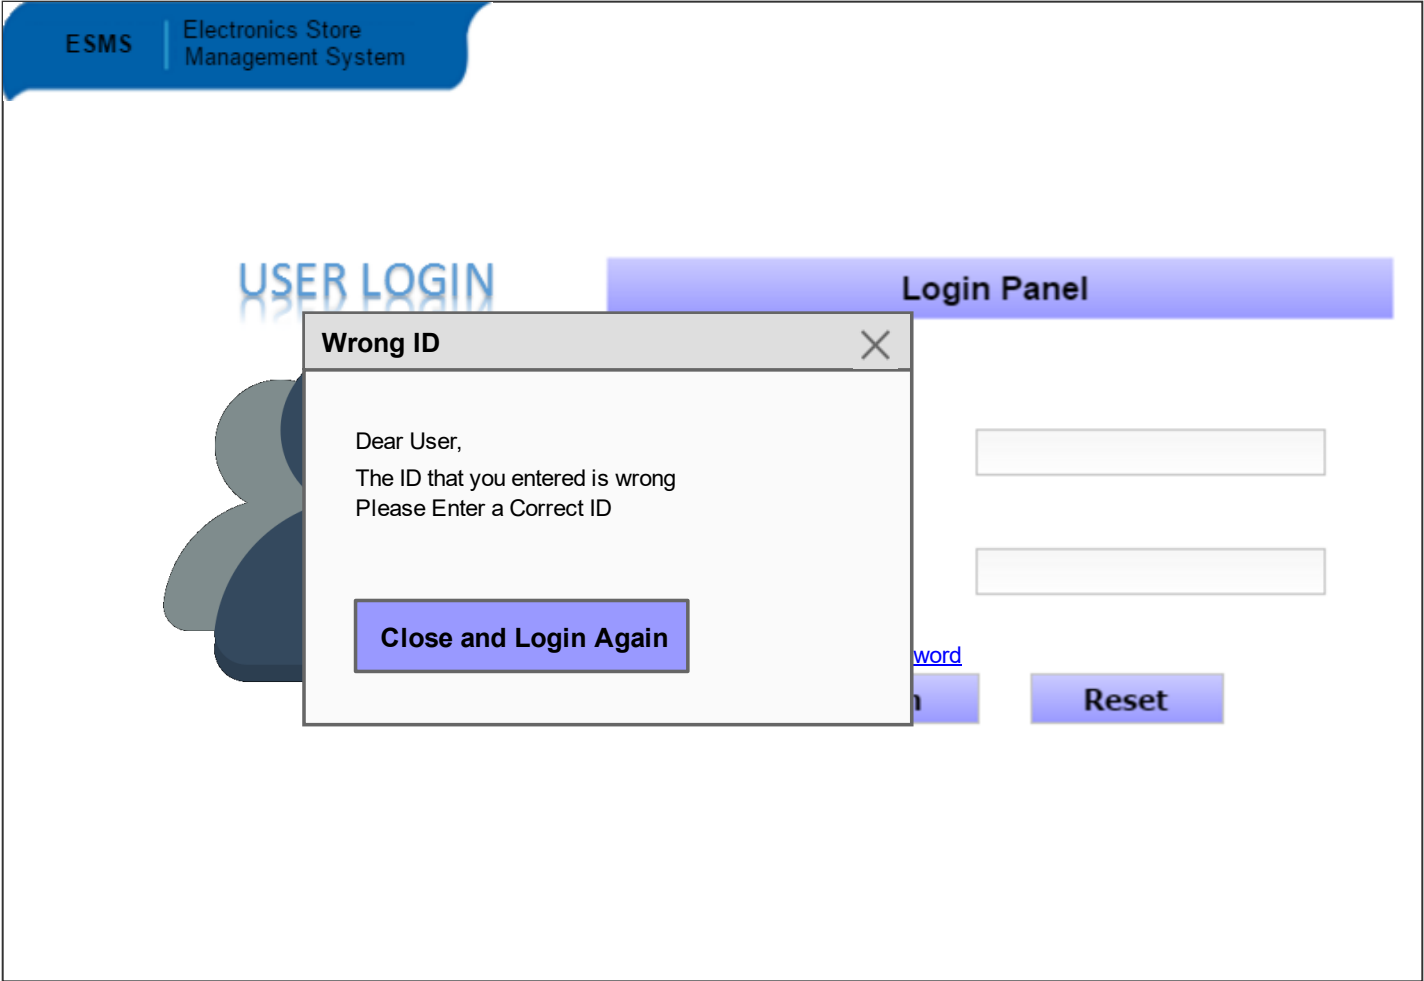 ESMS
Electronics Store
Management System
USER LOGIN
Login Panel
Wrong ID
Dear User,
The ID that you entered is wrong
Please Enter a Correct ID
Close and Login Again
word
Reset